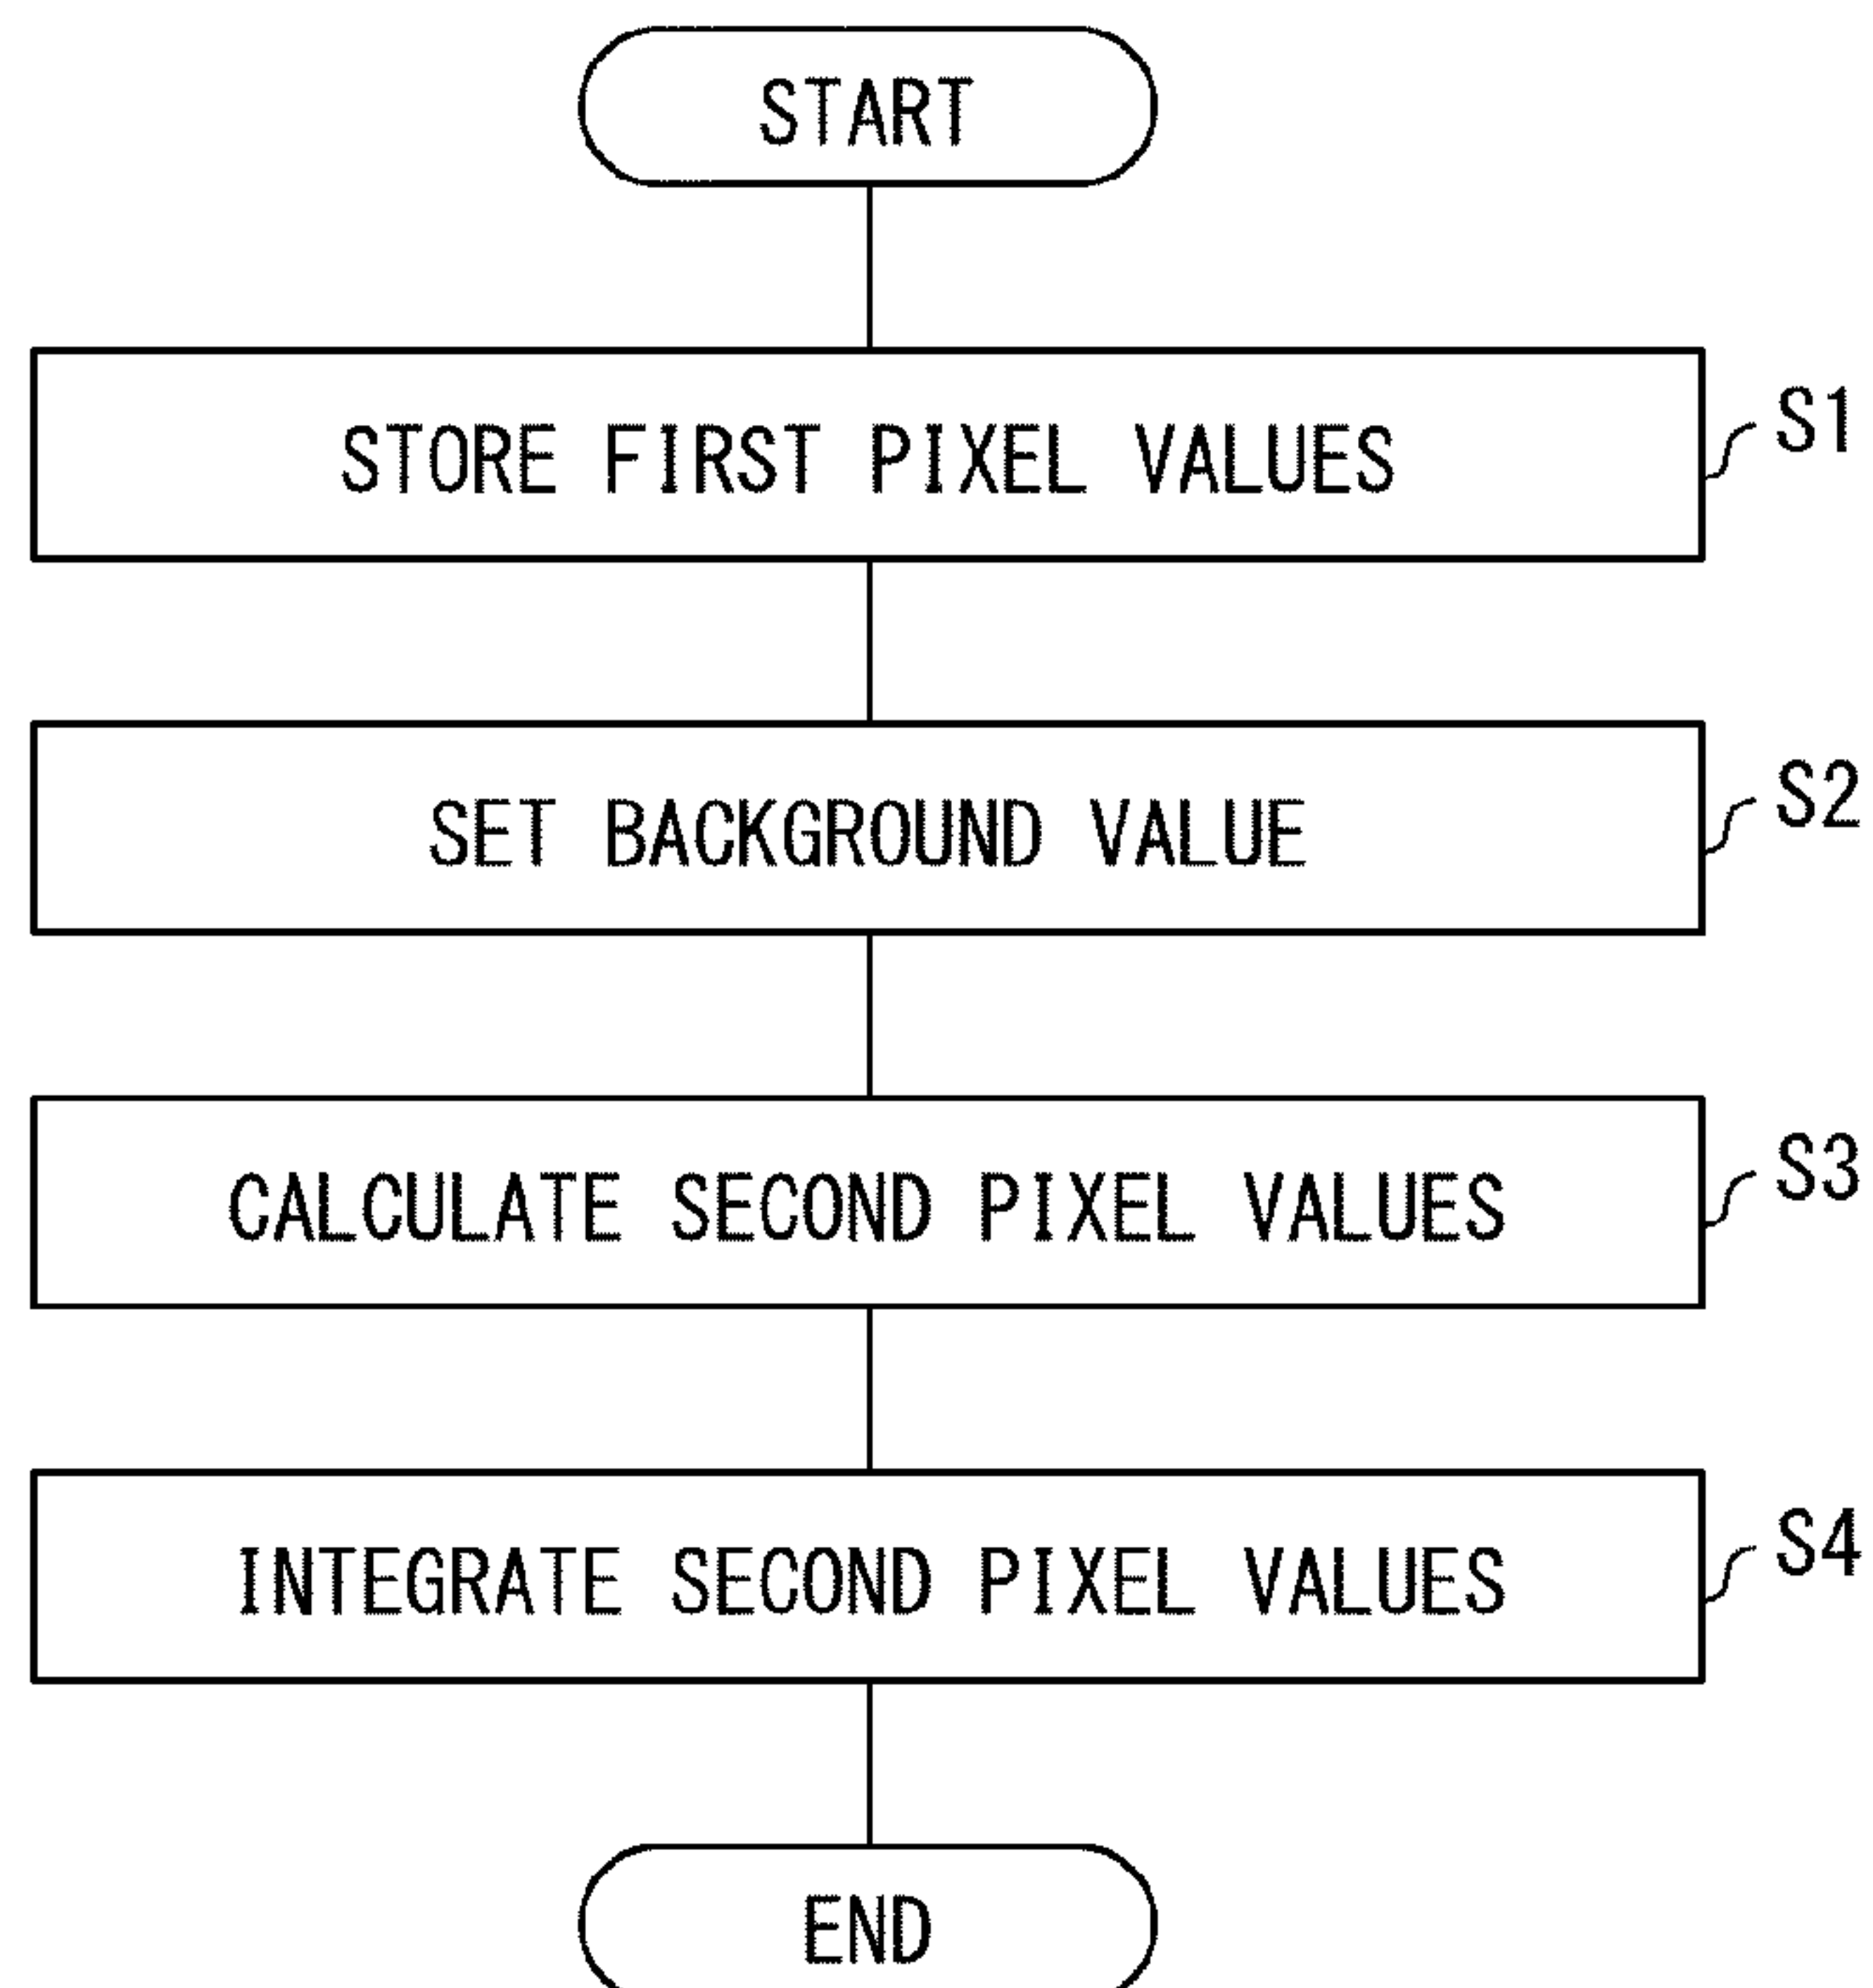 START
STORE FIRST PIXEL VALUES
S1
SET BACKGROUND VALUE
S2
CALCULATE SECOND PIXEL VALUES
S3
INTEGRATE SECOND PIXEL VALUES
S4
END